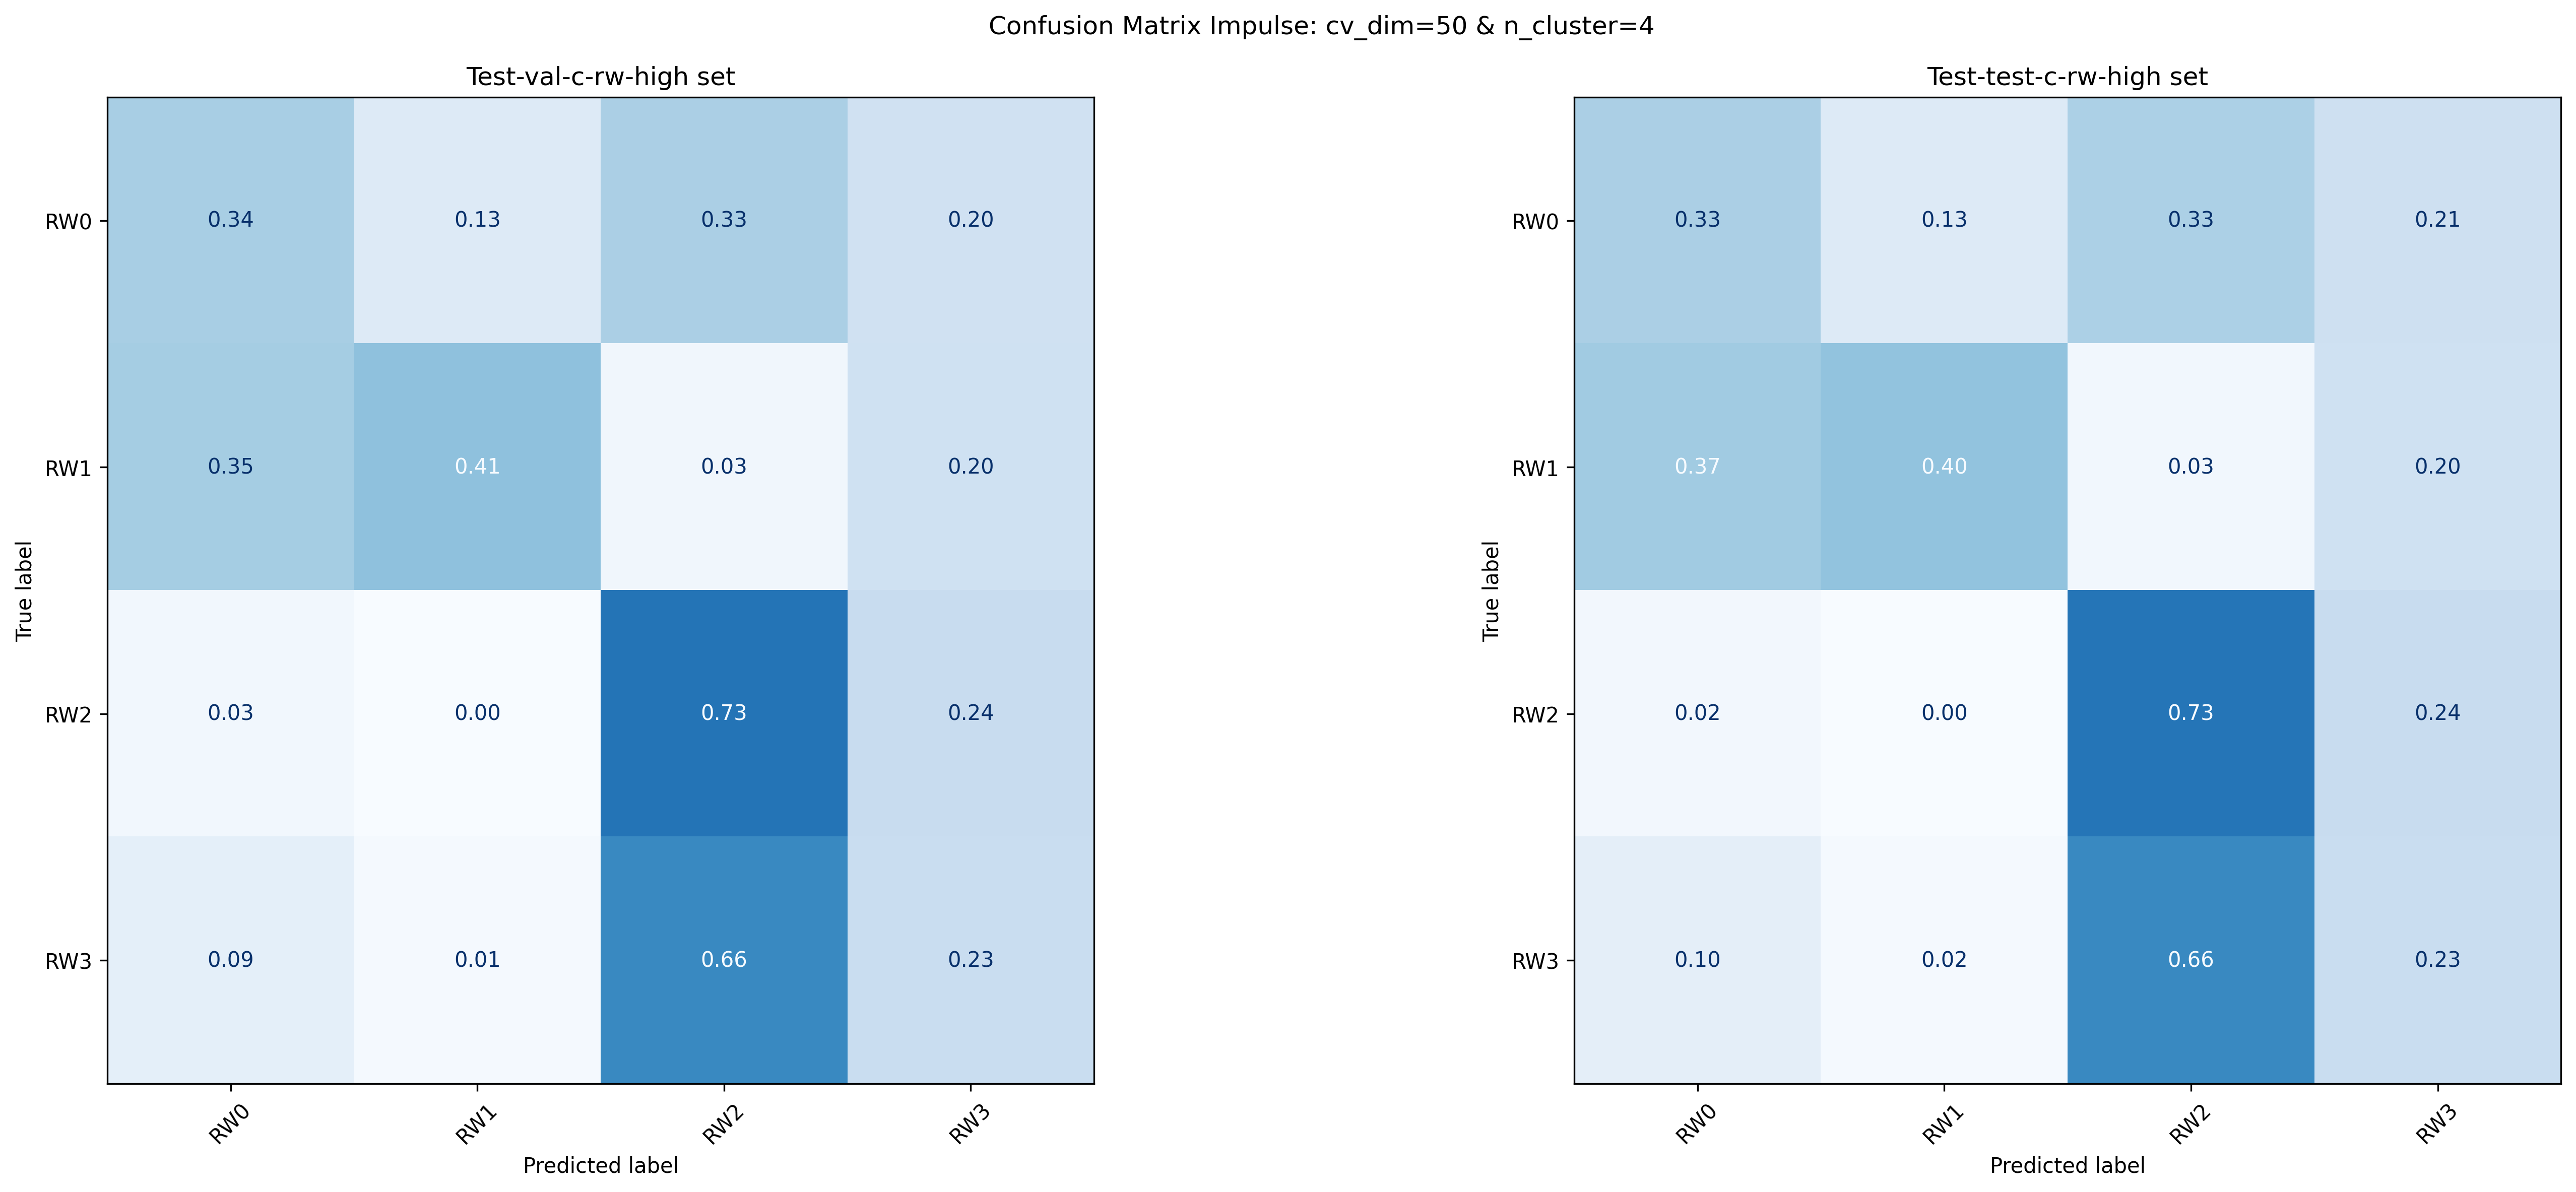 Confusion Matrix Impulse: cv_dim=50 & n_cluster=4
Test-val-c-rw-high set
True label
RW0 0.34 0.13 0.33 0.20
RW1 0.35 0.41 0.03 0.20
RW2 0.03 0.00 0.73 0.24
RW3 0.09 0.01 0.66 0.23
RW0 RW1 RW2 RW3
Predicted label
Test-test-c-rw-high set
True label
RW0 0.33 0.13 0.33 0.21
RW1 0.37 0.40 0.03 0.20
RW2 0.02 0.00 0.73 0.24
RW3 0.10 0.02 0.66 0.23
RW0 RW1 RW2 RW3
Predicted label